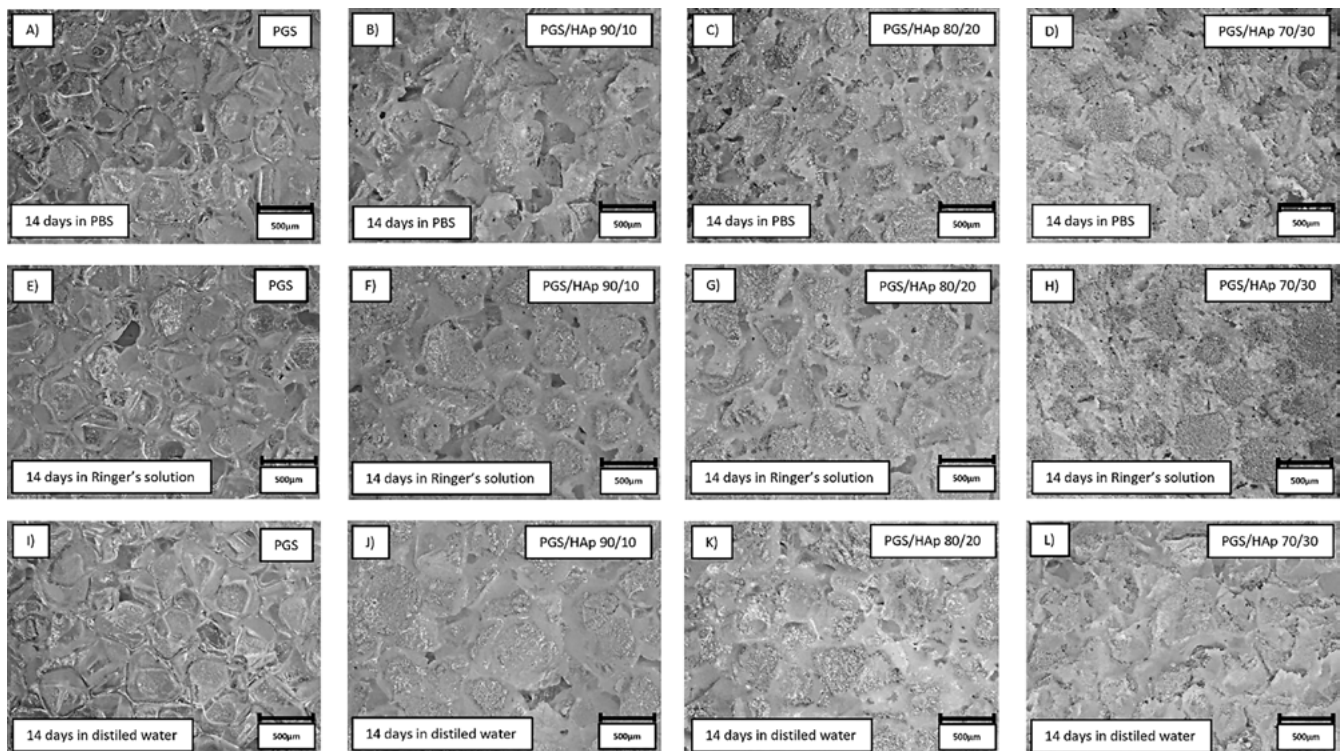 A)
PGS
14 days in PBS
500µm
B)
PGS/HAp 90/10
14 days in PBS
500µm
C)
PGS/HAp 80/20
14 days in PBS
500µm
D)
PGS/HAp 70/30
14 days in PBS
500µm
E)
PGS
14 days in Ringer's solution
500µm
F)
PGS/HAp 90/10
14 days in Ringer's solution
500µm
G)
PGS/HAp 80/20
14 days in Ringer's solution
500µm
H)
PGS/HAp 70/30
14 days in Ringer's solution
500µm
I)
PGS
14 days in distiled water
500µm
J)
PGS/HAp 90/10
14 days in distiled water
500µm
K)
PGS/HAp 80/20
14 days in distiled water
500µm
L)
PGS/HAp 70/30
14 days in distiled water
500µm